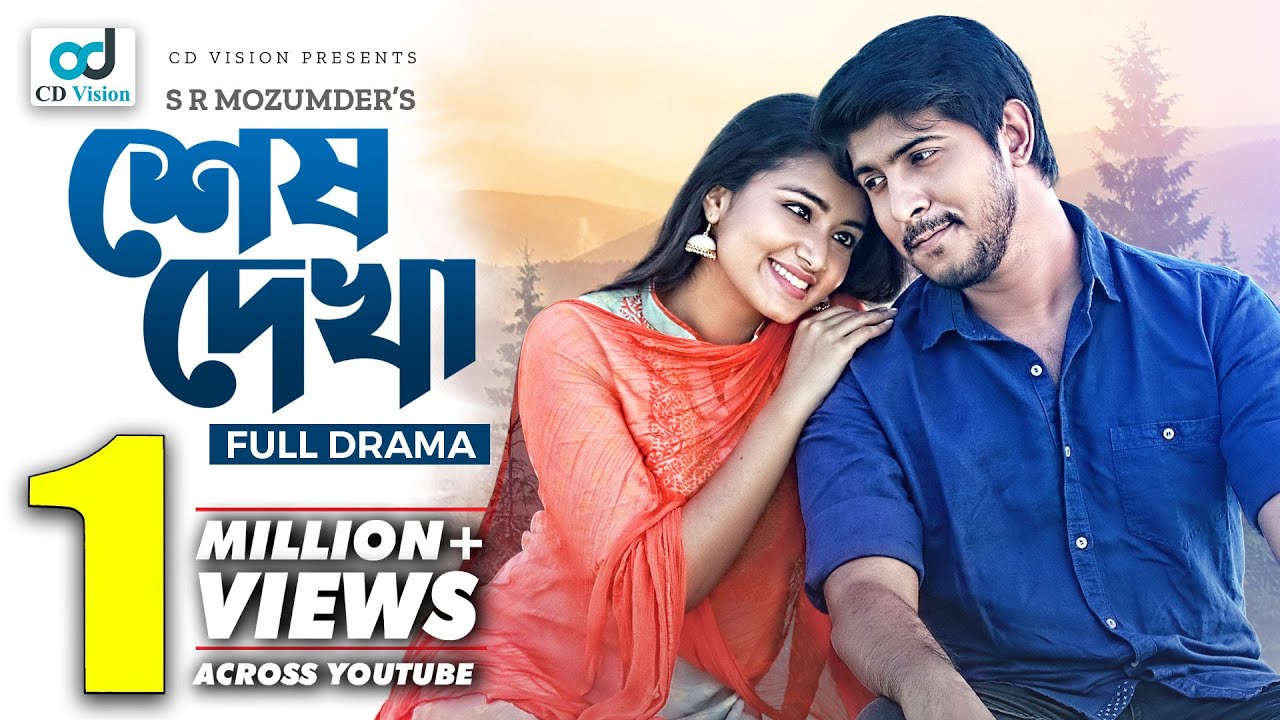 CD Vision
CD VISION PRESENTS
S R MOZUMDER'S
শেষ
দেখা
FULL DRAMA
1
MILLION+
VIEWS
ACROSS YOUTUBE